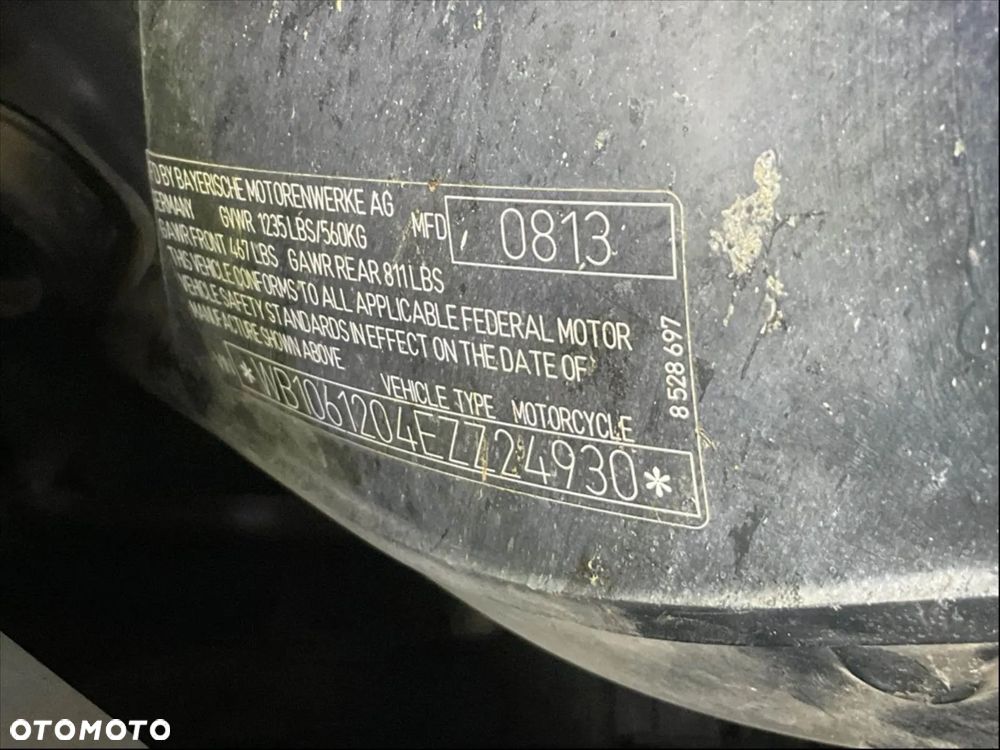 D BY BAYERISCHE MOTORENWERKE AG
GERMANY GVWR 1235 LBS/560KG MFD 0813
GAWR FRONT 467 LBS GAWR REAR 811 LBS
THIS VEHICLE CONFORMS TO ALL APPLICABLE FEDERAL MOTOR
VEHICLE SAFETY STANDARDS IN EFFECT ON THE DATE OF
MANUFACTURE SHOWN ABOVE
VEHICLE TYPE MOTORCYCLE
*WB1061204EZZ24930*
8 528 697
OTOMOTO